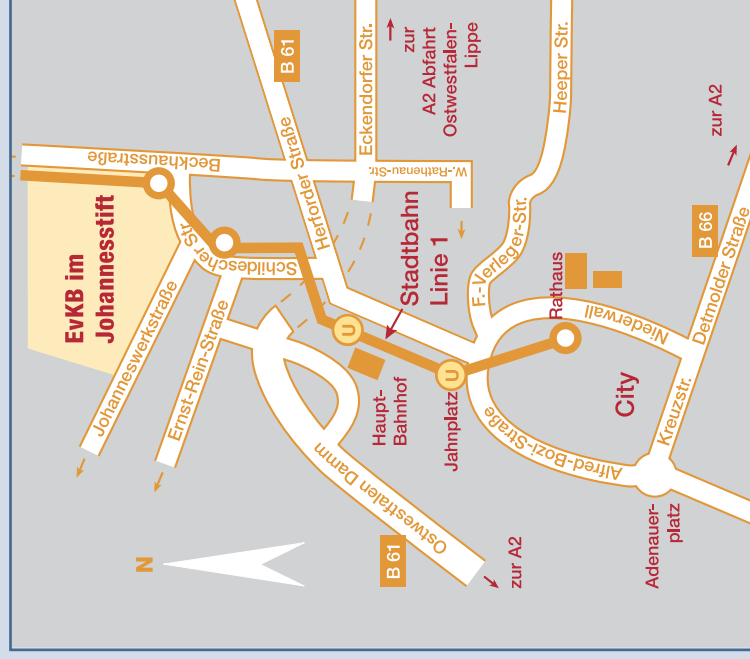 EvKB im
Johannesstift
Beckhausstraße
B 61
Herforder Straße
Eckendorfer Str.
zur
A2 Abfahrt
Ostwestfalen-
Lippe
Heeper Str.
zur A2
W.-Rathenau-Str.
Schildescher Str.
Johanneswerkstraße
Ernst-Rein-Straße
Stadtbahn
Linie 1
F.-Verleger-Str.
B 66
Detmolder Straße
Rathaus
Niederwall
U
Haupt-
Bahnhof
U
Jahnplatz
City
Kreuzstr.
Alfred-Bozi-Straße
Adenauer-
platz
Ostwestfalen Damm
B 61
zur A2
N